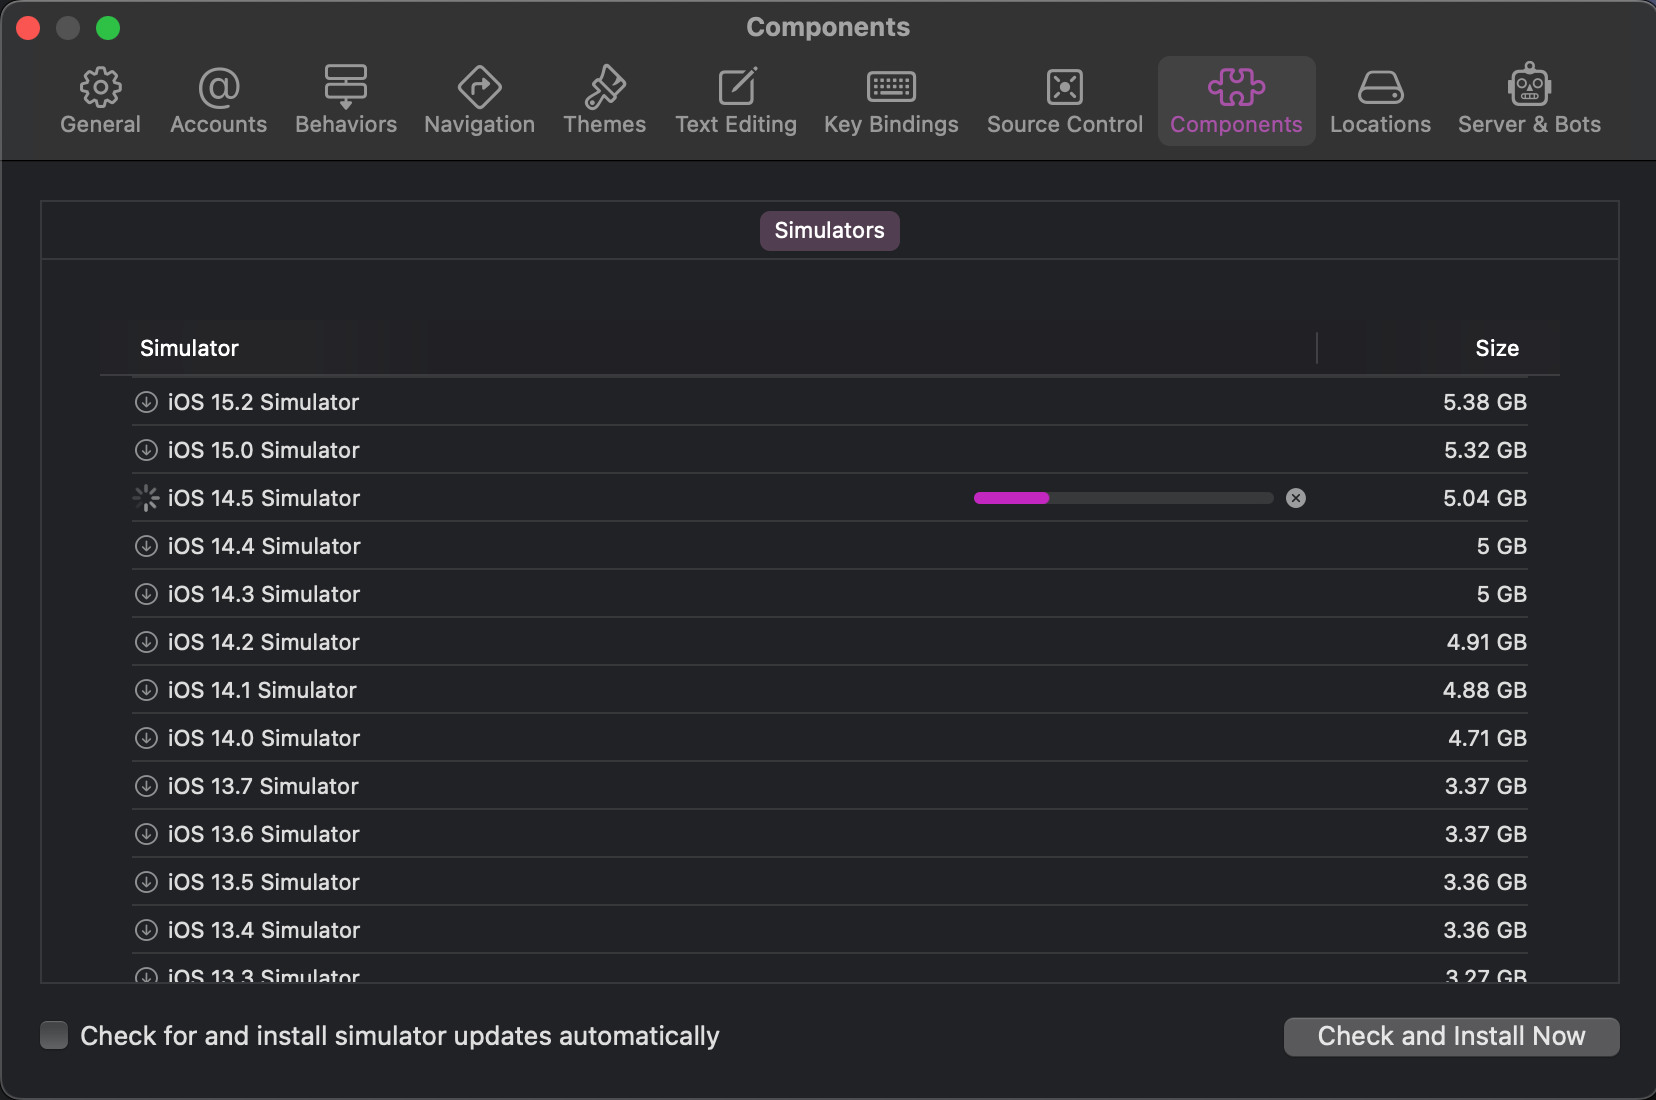 Components
General Accounts Behaviors Navigation Themes Text Editing Key Bindings Source Control Components Locations Server & Bots
Simulators
Simulator Size
iOS 15.2 Simulator 5.38 GB
iOS 15.0 Simulator 5.32 GB
iOS 14.5 Simulator 5.04 GB
iOS 14.4 Simulator 5 GB
iOS 14.3 Simulator 5 GB
iOS 14.2 Simulator 4.91 GB
iOS 14.1 Simulator 4.88 GB
iOS 14.0 Simulator 4.71 GB
iOS 13.7 Simulator 3.37 GB
iOS 13.6 Simulator 3.37 GB
iOS 13.5 Simulator 3.36 GB
iOS 13.4 Simulator 3.36 GB
iOS 13.3 Simulator 3.27 GB
Check for and install simulator updates automatically Check and Install Now